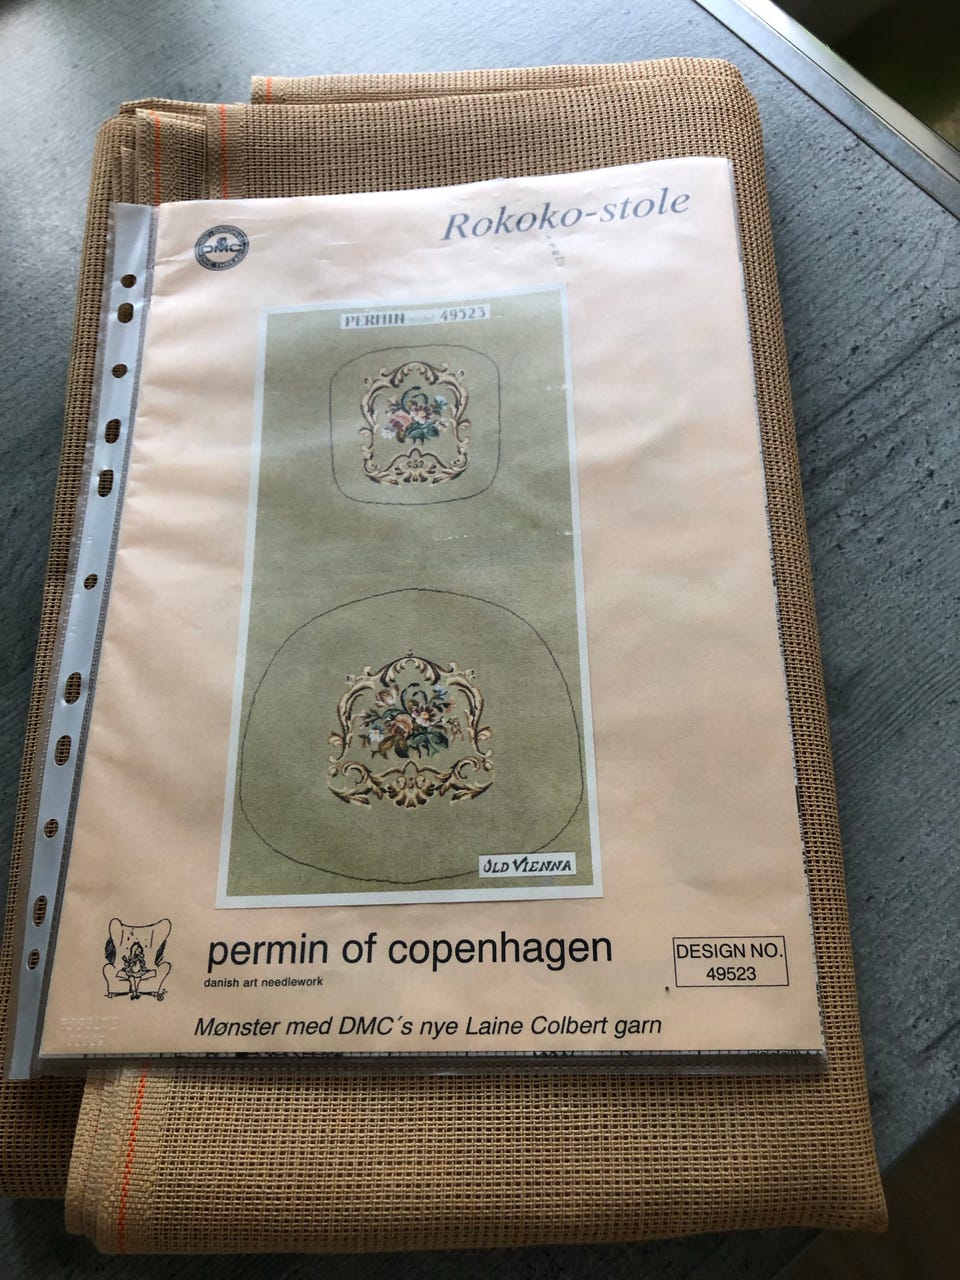 Rokoko-stole
DMC
PERMIN model 49523
OLD VIENNA
permin of copenhagen
danish art needlework
DESIGN NO.
49523
Mønster med DMC´s nye Laine Colbert garn